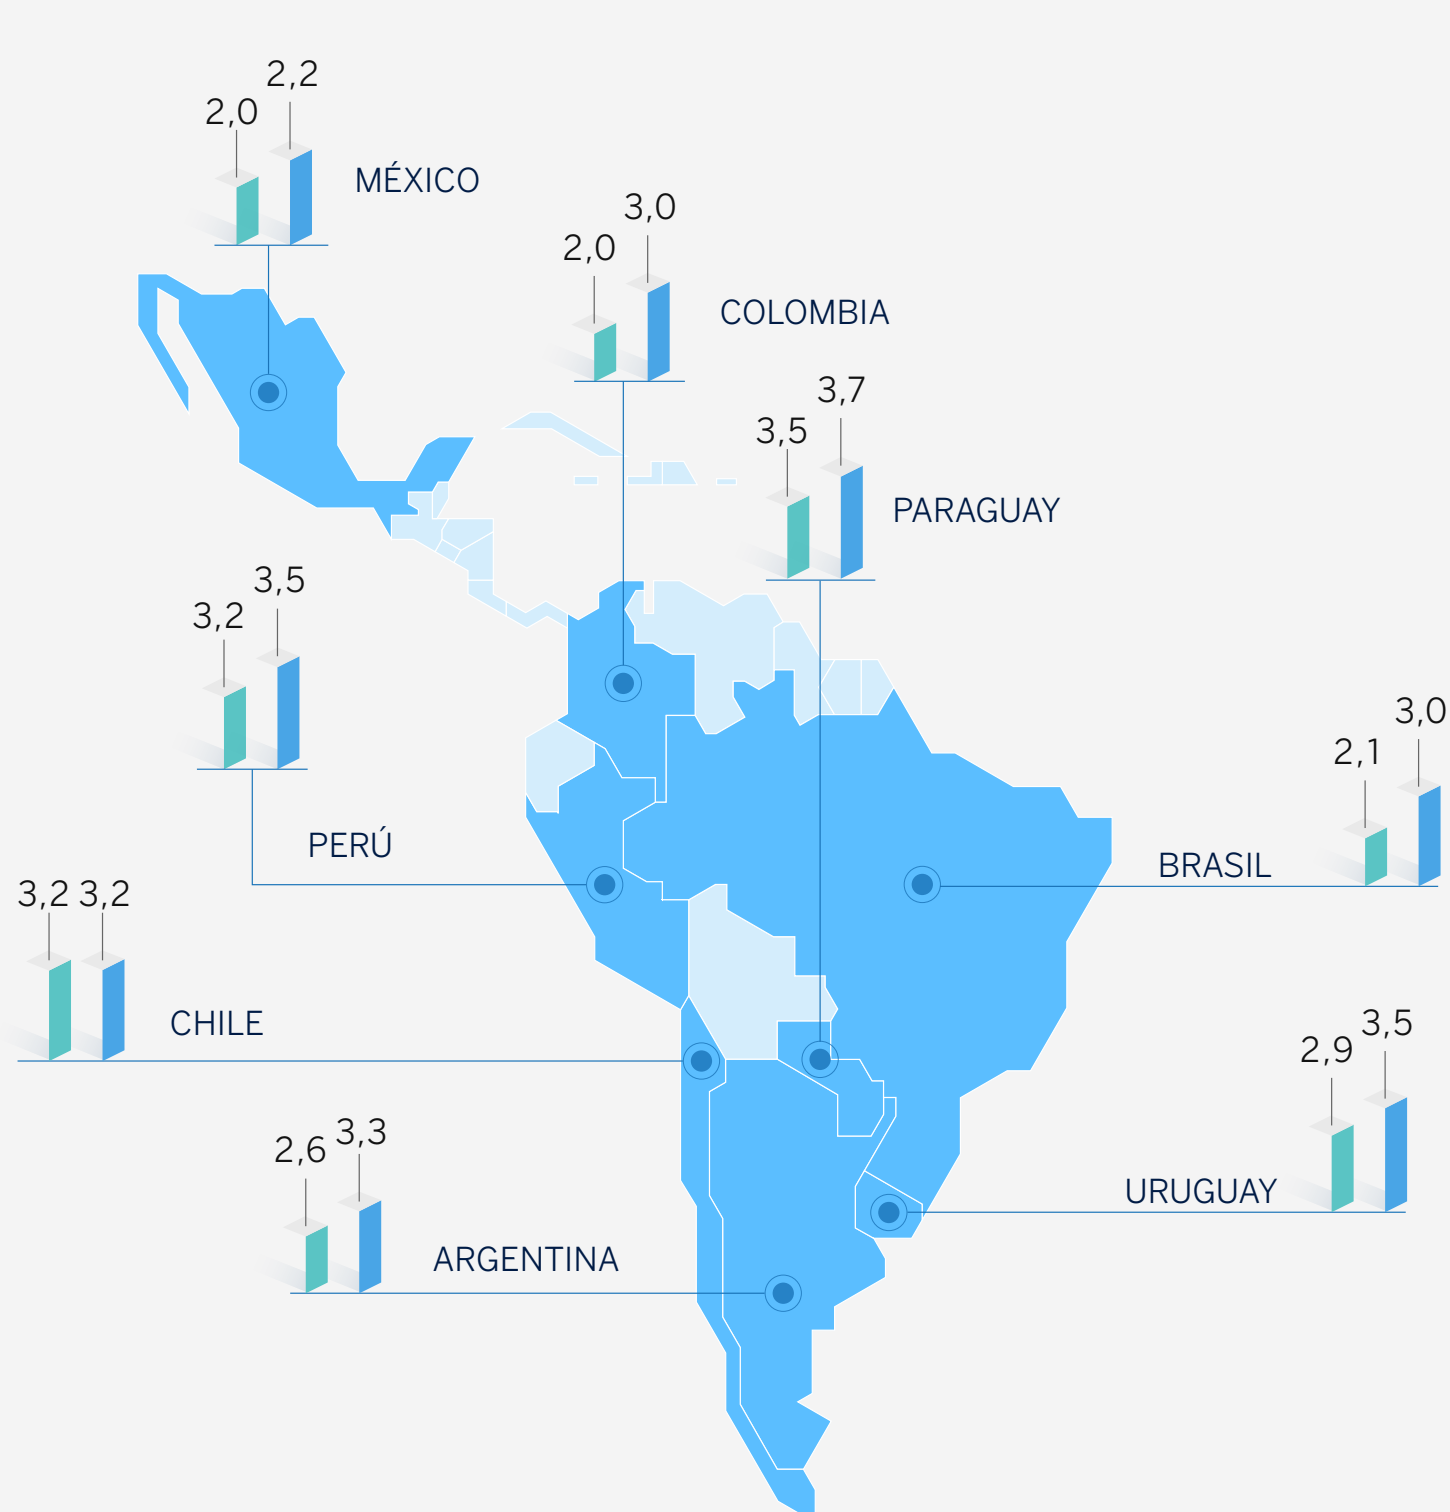 2,2
2,0
MÉXICO
3,0
2,0
COLOMBIA
3,7
3,5
PARAGUAY
3,5
3,2
PERÚ
3,0
2,1
BRASIL
3,2 3,2
CHILE
3,5
2,9
URUGUAY
3,3
2,6
ARGENTINA